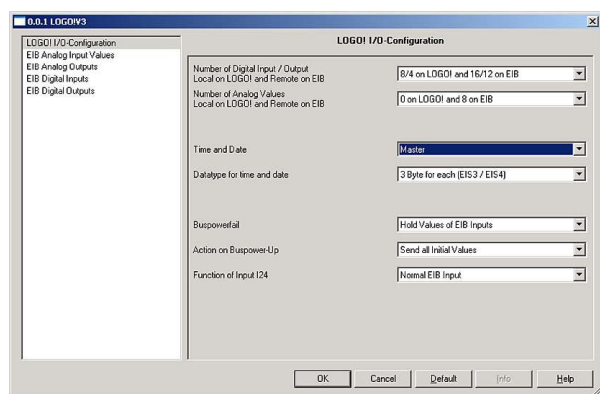 0.0.1 LOGO!V3
LOGO! I/O-Configuration
EIB Analog Input Values
EIB Analog Outputs
EIB Digital Inputs
EIB Digital Outputs
LOGO! I/O-Configuration
Number of Digital Input / Output
Local on LOGO! and Remote on EIB
8/4 on LOGO! and 16/12 on EIB
Number of Analog Values
Local on LOGO! and Remote on EIB
0 on LOGO! and 8 on EIB
Time and Date
Master
Datatype for time and date
3 Byte for each (EIS3 / EIS4)
Buspowerfail
Hold Values of EIB Inputs
Action on Buspower-Up
Send all Initial Values
Function of Input I24
Normal EIB Input
OK
Cancel
Default
Info
Help